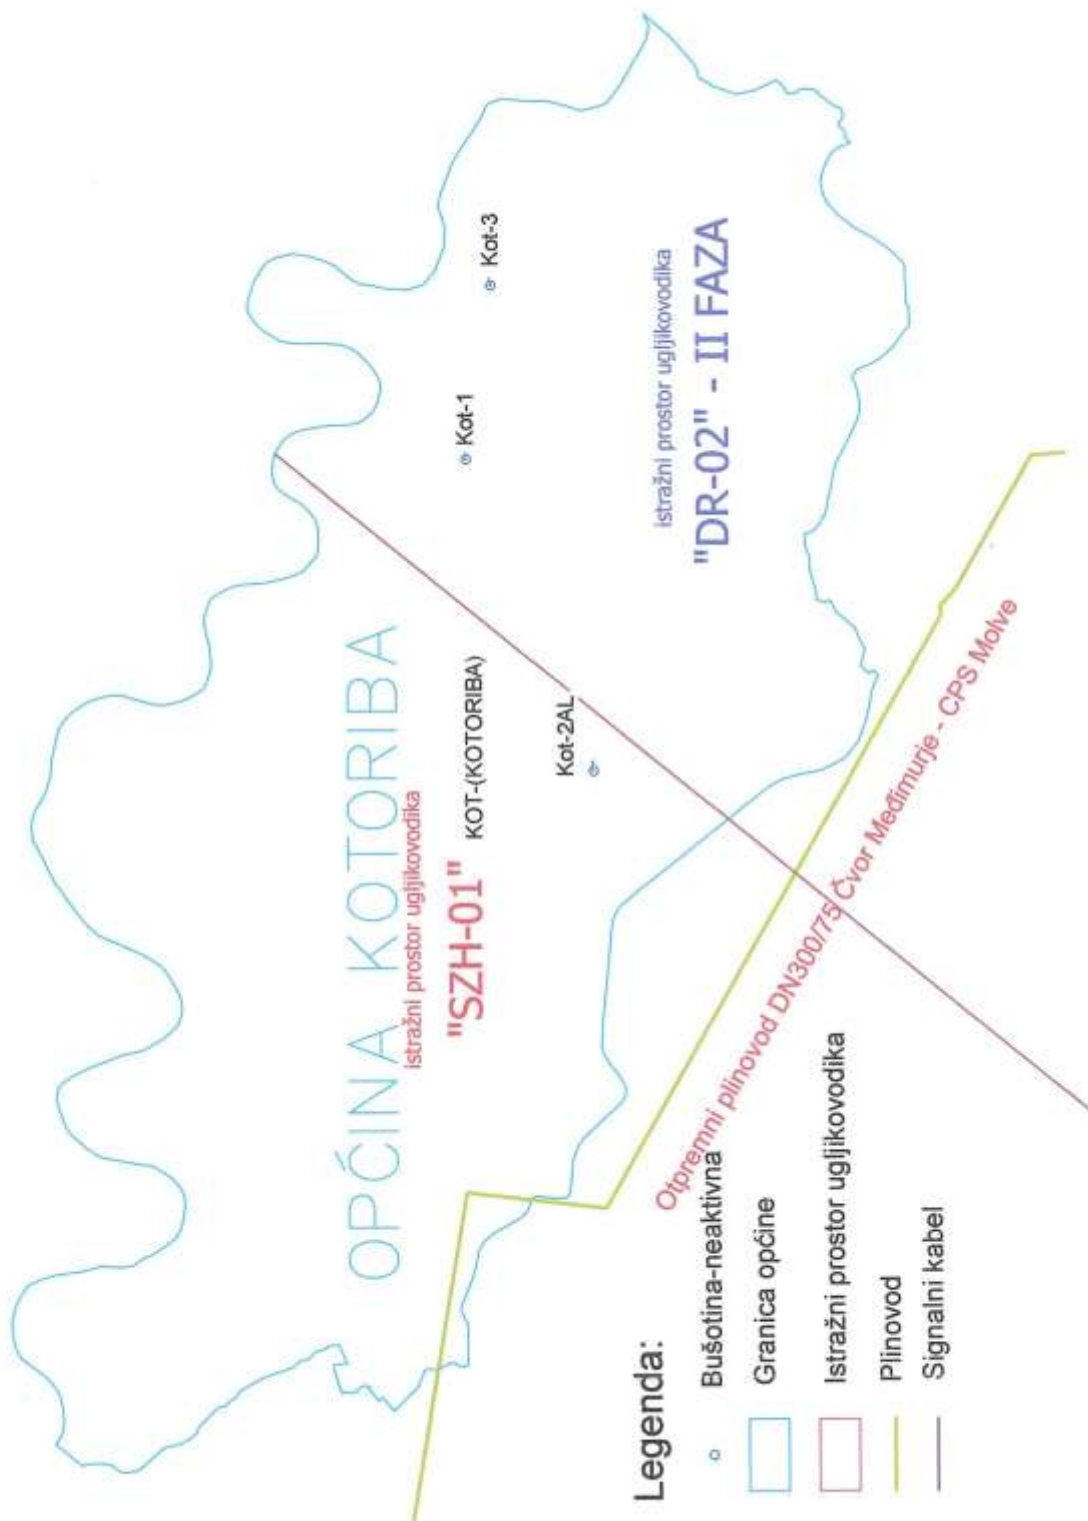 OPĆINA KOTORIBA
istražni prostor ugljikovodika
"SZH-01"
KOT-(KOTORIBA)
Kot-2AL
Kot-1
Kot-3
istražni prostor ugljikovodika
"DR-02" - II FAZA
Otpremni plinovod DN300/75 Čvor Međimurje - CPS Molve
Legenda:
Bušotina-neaktivna
Granica općine
Istražni prostor ugljikovodika
Plinovod
Signalni kabel